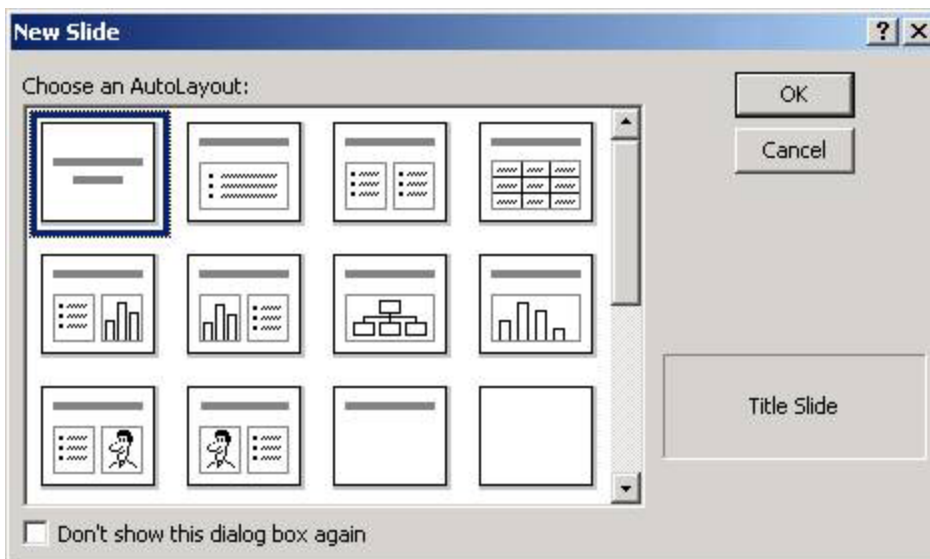 New Slide
Choose an AutoLayout:
OK
Cancel
Title Slide
Don't show this dialog box again